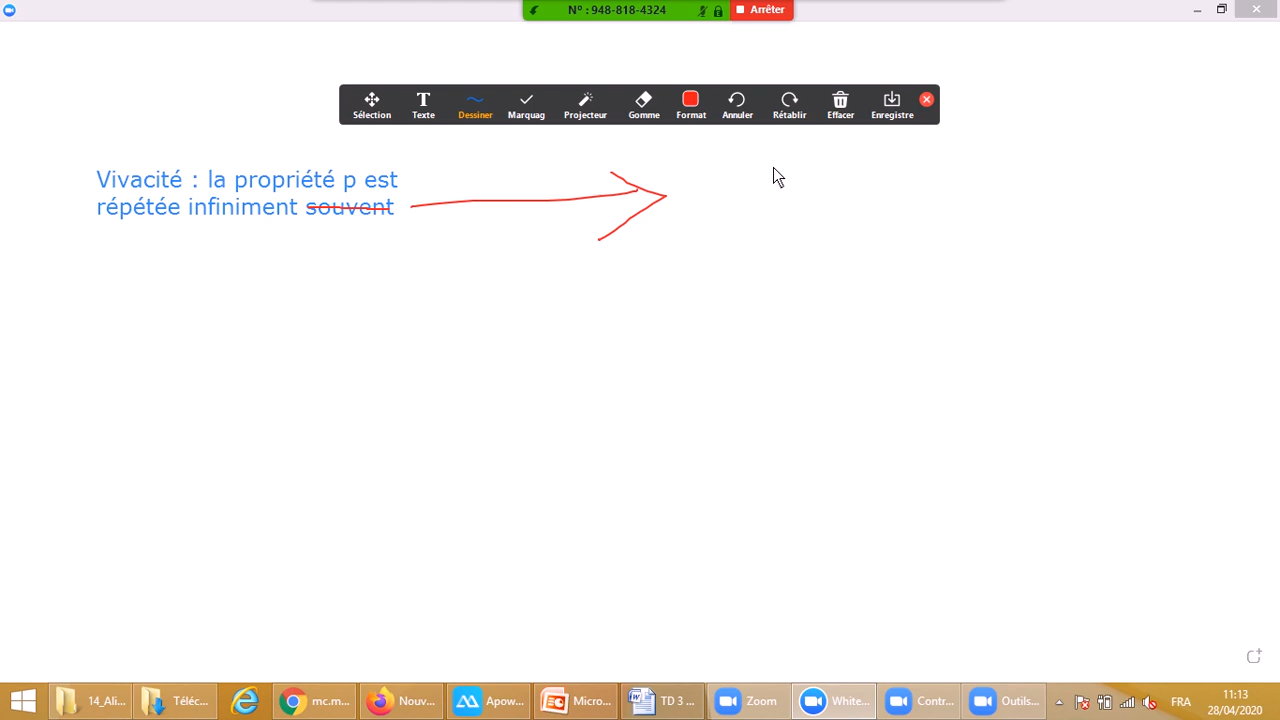 N° : 948-818-4324
Arrêter
Sélection
T
Texte
Dessiner
Marquag
Projecteur
Gomme
Format
Annuler
Rétablir
Effacer
Enregistre
Vivacité : la propriété p est
répétée infiniment souvent
14_Ali...
Téléc...
mc.m...
Nouv...
Apow...
Micro...
TD 3 ...
Zoom
White...
Contr...
Outils...
FRA
11:13
28/04/2020